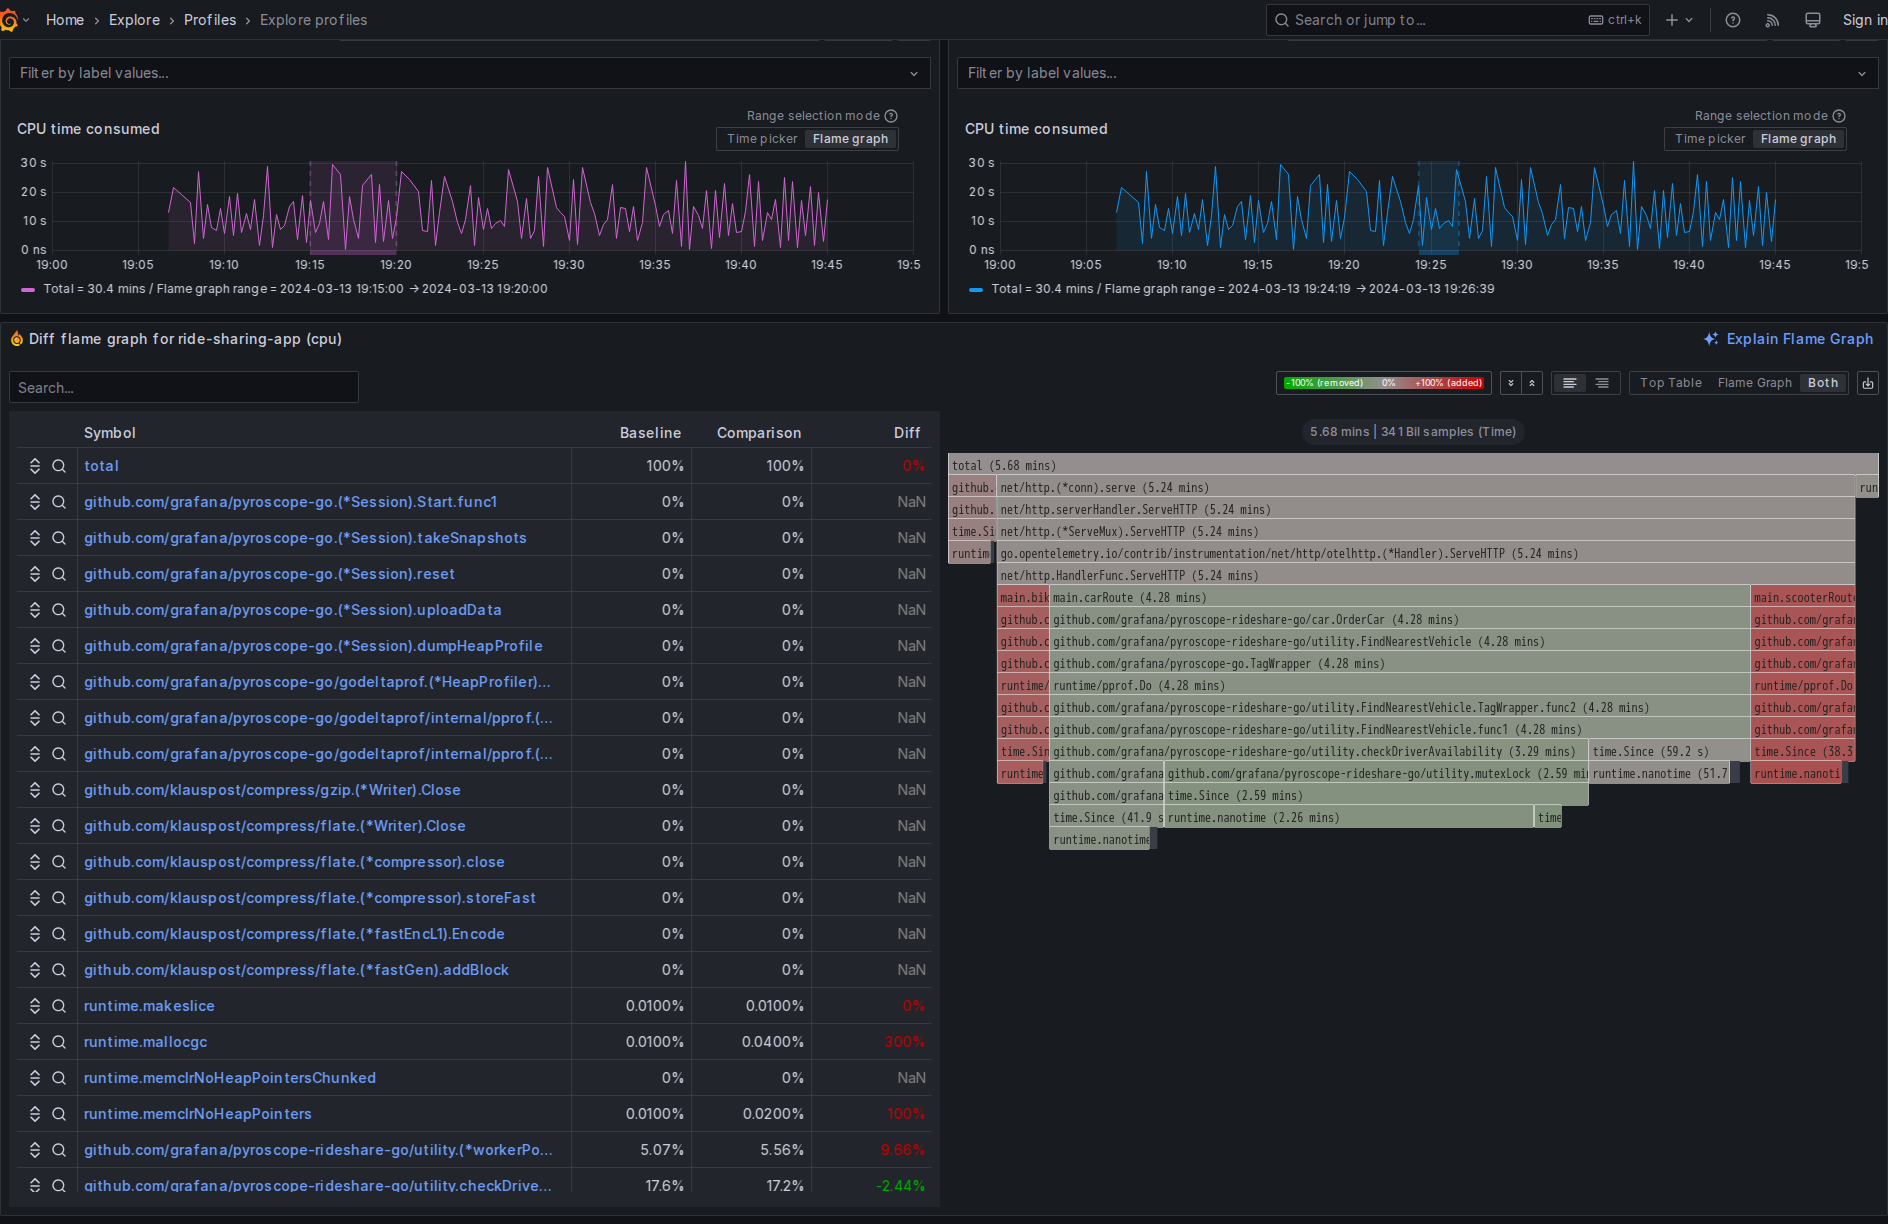 Home › Explore › Profiles › Explore profiles
Search or jump to... ctrl+k
Sign in
Filter by label values...
CPU time consumed
Range selection mode
Time picker Flame graph
30 s
20 s
10 s
0 ns
19:00 19:05 19:10 19:15 19:20 19:25 19:30 19:35 19:40 19:45 19:5
Total = 30.4 mins / Flame graph range = 2024-03-13 19:15:00 → 2024-03-13 19:20:00
Filter by label values...
CPU time consumed
Range selection mode
Time picker Flame graph
30 s
20 s
10 s
0 ns
19:00 19:05 19:10 19:15 19:20 19:25 19:30 19:35 19:40 19:45 19:5
Total = 30.4 mins / Flame graph range = 2024-03-13 19:24:19 → 2024-03-13 19:26:39
Diff flame graph for ride-sharing-app (cpu)
Explain Flame Graph
Search...
-100% (removed) 0% +100% (added)
Top Table Flame Graph Both
Symbol Baseline Comparison Diff
total 100% 100% 0%
github.com/grafana/pyroscope-go.(*Session).Start.func1 0% 0% NaN
github.com/grafana/pyroscope-go.(*Session).takeSnapshots 0% 0% NaN
github.com/grafana/pyroscope-go.(*Session).reset 0% 0% NaN
github.com/grafana/pyroscope-go.(*Session).uploadData 0% 0% NaN
github.com/grafana/pyroscope-go.(*Session).dumpHeapProfile 0% 0% NaN
github.com/grafana/pyroscope-go/godeltaprof.(*HeapProfiler)... 0% 0% NaN
github.com/grafana/pyroscope-go/godeltaprof/internal/pprof.(... 0% 0% NaN
github.com/grafana/pyroscope-go/godeltaprof/internal/pprof.(... 0% 0% NaN
github.com/klauspost/compress/gzip.(*Writer).Close 0% 0% NaN
github.com/klauspost/compress/flate.(*Writer).Close 0% 0% NaN
github.com/klauspost/compress/flate.(*compressor).close 0% 0% NaN
github.com/klauspost/compress/flate.(*compressor).storeFast 0% 0% NaN
github.com/klauspost/compress/flate.(*fastEncL1).Encode 0% 0% NaN
github.com/klauspost/compress/flate.(*fastGen).addBlock 0% 0% NaN
runtime.makeslice 0.0100% 0.0100% 0%
runtime.mallocgc 0.0100% 0.0400% 300%
runtime.memclrNoHeapPointersChunked 0% 0% NaN
runtime.memclrNoHeapPointers 0.0100% 0.0200% 100%
github.com/grafana/pyroscope-rideshare-go/utility.(*workerPo... 5.07% 5.56% 9.66%
github.com/grafana/pyroscope-rideshare-go/utility.checkDrive... 17.6% 17.2% -2.44%
5.68 mins | 341 Bil samples (Time)
total (5.68 mins)
github. net/http.(*conn).serve (5.24 mins) run
github. net/http.serverHandler.ServeHTTP (5.24 mins)
time.Si net/http.(*ServeMux).ServeHTTP (5.24 mins)
runtim go.opentelemetry.io/contrib/instrumentation/net/http/otelhttp.(*Handler).ServeHTTP (5.24 mins)
net/http.HandlerFunc.ServeHTTP (5.24 mins)
main.bik main.carRoute (4.28 mins) main.scooterRoute
github.c github.com/grafana/pyroscope-rideshare-go/car.OrderCar (4.28 mins) github.com/grafa
github.c github.com/grafana/pyroscope-rideshare-go/utility.FindNearestVehicle (4.28 mins) github.com/grafa
github.c github.com/grafana/pyroscope-go.TagWrapper (4.28 mins) github.com/grafa
runtime/ runtime/pprof.Do (4.28 mins) runtime/pprof.Do
github.c github.com/grafana/pyroscope-rideshare-go/utility.FindNearestVehicle.TagWrapper.func2 (4.28 mins) github.com/grafa
github.c github.com/grafana/pyroscope-rideshare-go/utility.FindNearestVehicle.func1 (4.28 mins) github.com/grafa
time.Sin github.com/grafana/pyroscope-rideshare-go/utility.checkDriverAvailability (3.29 mins) time.Since (59.2 s) time.Since (38.3
runtime github.com/grafana github.com/grafana/pyroscope-rideshare-go/utility.mutexLock (2.59 min runtime.nanotime (51.7 runtime.nanoti
github.com/grafana time.Since (2.59 mins)
time.Since (41.9 s runtime.nanotime (2.26 mins) time
runtime.nanotime